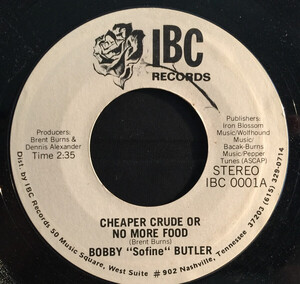 IBC
RECORDS
Producers:
Brent Burns &
Dennis Alexander
Time 2:35
Publishers:
Iron Blossom
Music/Wolfhound
Music/
Bacak-Burns
Music/Pepper
Tunes (ASCAP)
STEREO
IBC 0001A
CHEAPER CRUDE OR
NO MORE FOOD
(Brent Burns)
BOBBY "Sofine" BUTLER
Dist. by IBC Records 50 Music Square, West Suite #902 Nashville, Tennessee 37203 (615) 329-0714